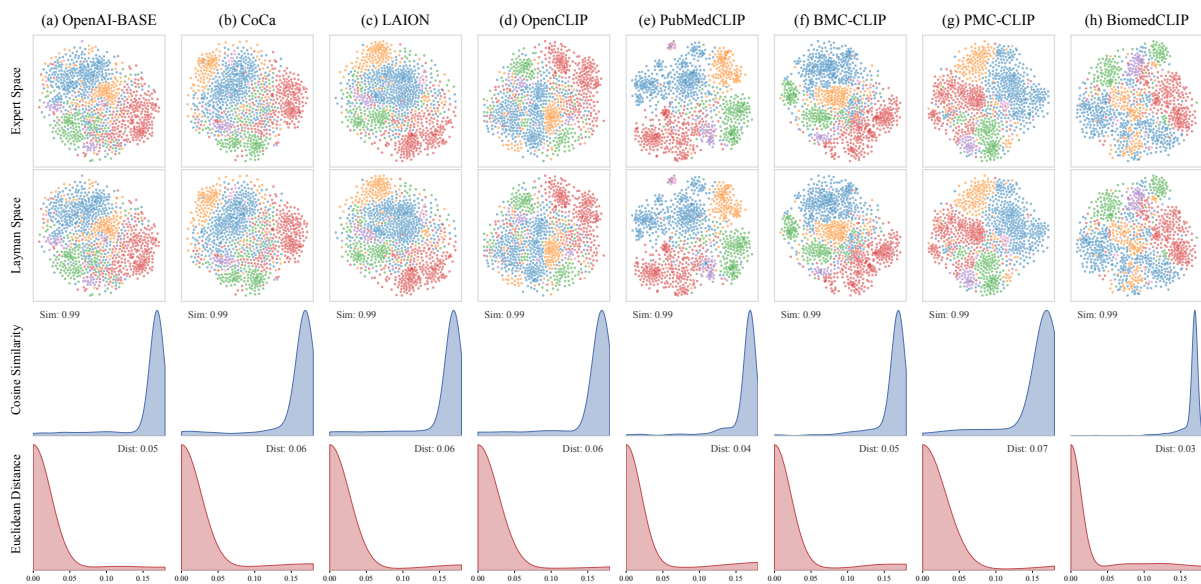 (a) OpenAI-BASE (b) CoCa (c) LAION (d) OpenCLIP (e) PubMedCLIP (f) BMC-CLIP (g) PMC-CLIP (h) BiomedCLIP
Expert Space
Layman Space
Cosine Similarity
Sim: 0.99 Sim: 0.99 Sim: 0.99 Sim: 0.99 Sim: 0.99 Sim: 0.99 Sim: 0.99 Sim: 0.99
Euclidean Distance
Dist: 0.05 Dist: 0.06 Dist: 0.06 Dist: 0.06 Dist: 0.04 Dist: 0.05 Dist: 0.07 Dist: 0.03
0.00 0.05 0.10 0.15 0.00 0.05 0.10 0.15 0.00 0.05 0.10 0.15 0.00 0.05 0.10 0.15 0.00 0.05 0.10 0.15 0.00 0.05 0.10 0.15 0.00 0.05 0.10 0.15 0.00 0.05 0.10 0.15